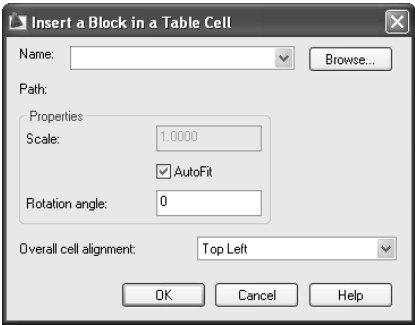 Insert a Block in a Table Cell
Name: Browse...
Path:
Properties
Scale: 1.0000
AutoFit
Rotation angle: 0
Overall cell alignment: Top Left
OK Cancel Help